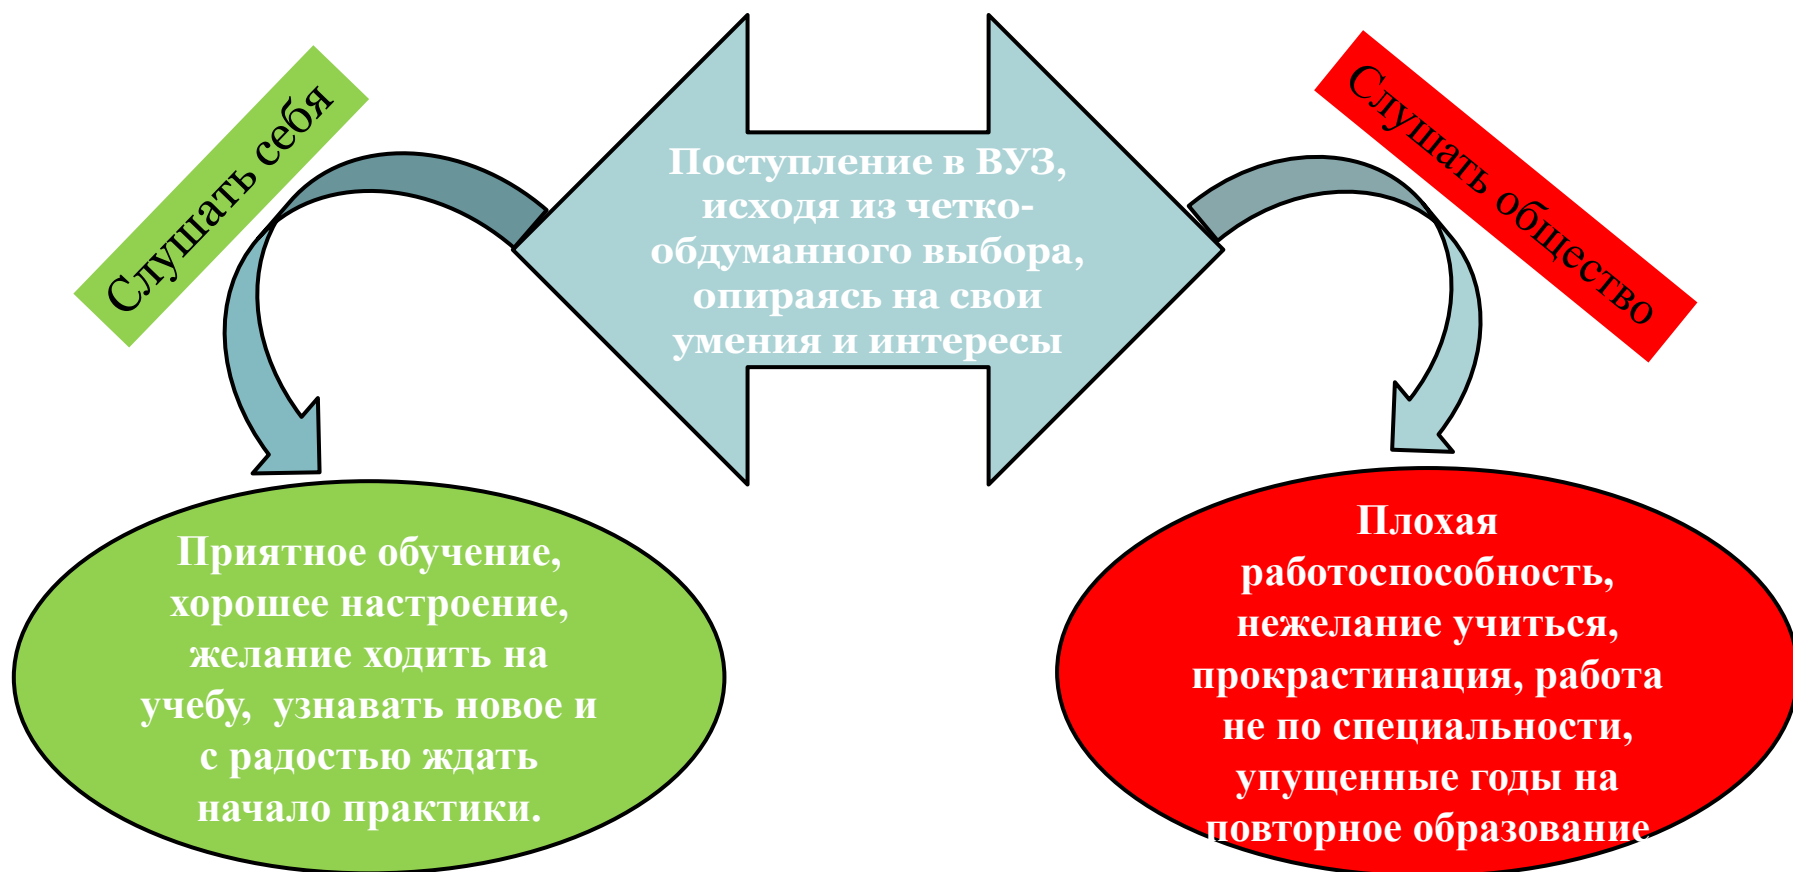 Слушать себя
Слушать общество
Поступление в ВУЗ,
исходя из четко-
обдуманного выбора,
опираясь на свои
умения и интересы
Приятное обучение,
хорошее настроение,
желание ходить на
учебу,  узнавать новое и
с радостью ждать
начало практики.
Плохая
работоспособность,
нежелание учиться,
прокрастинация, работа
не по специальности,
упущенные годы на
повторное образование